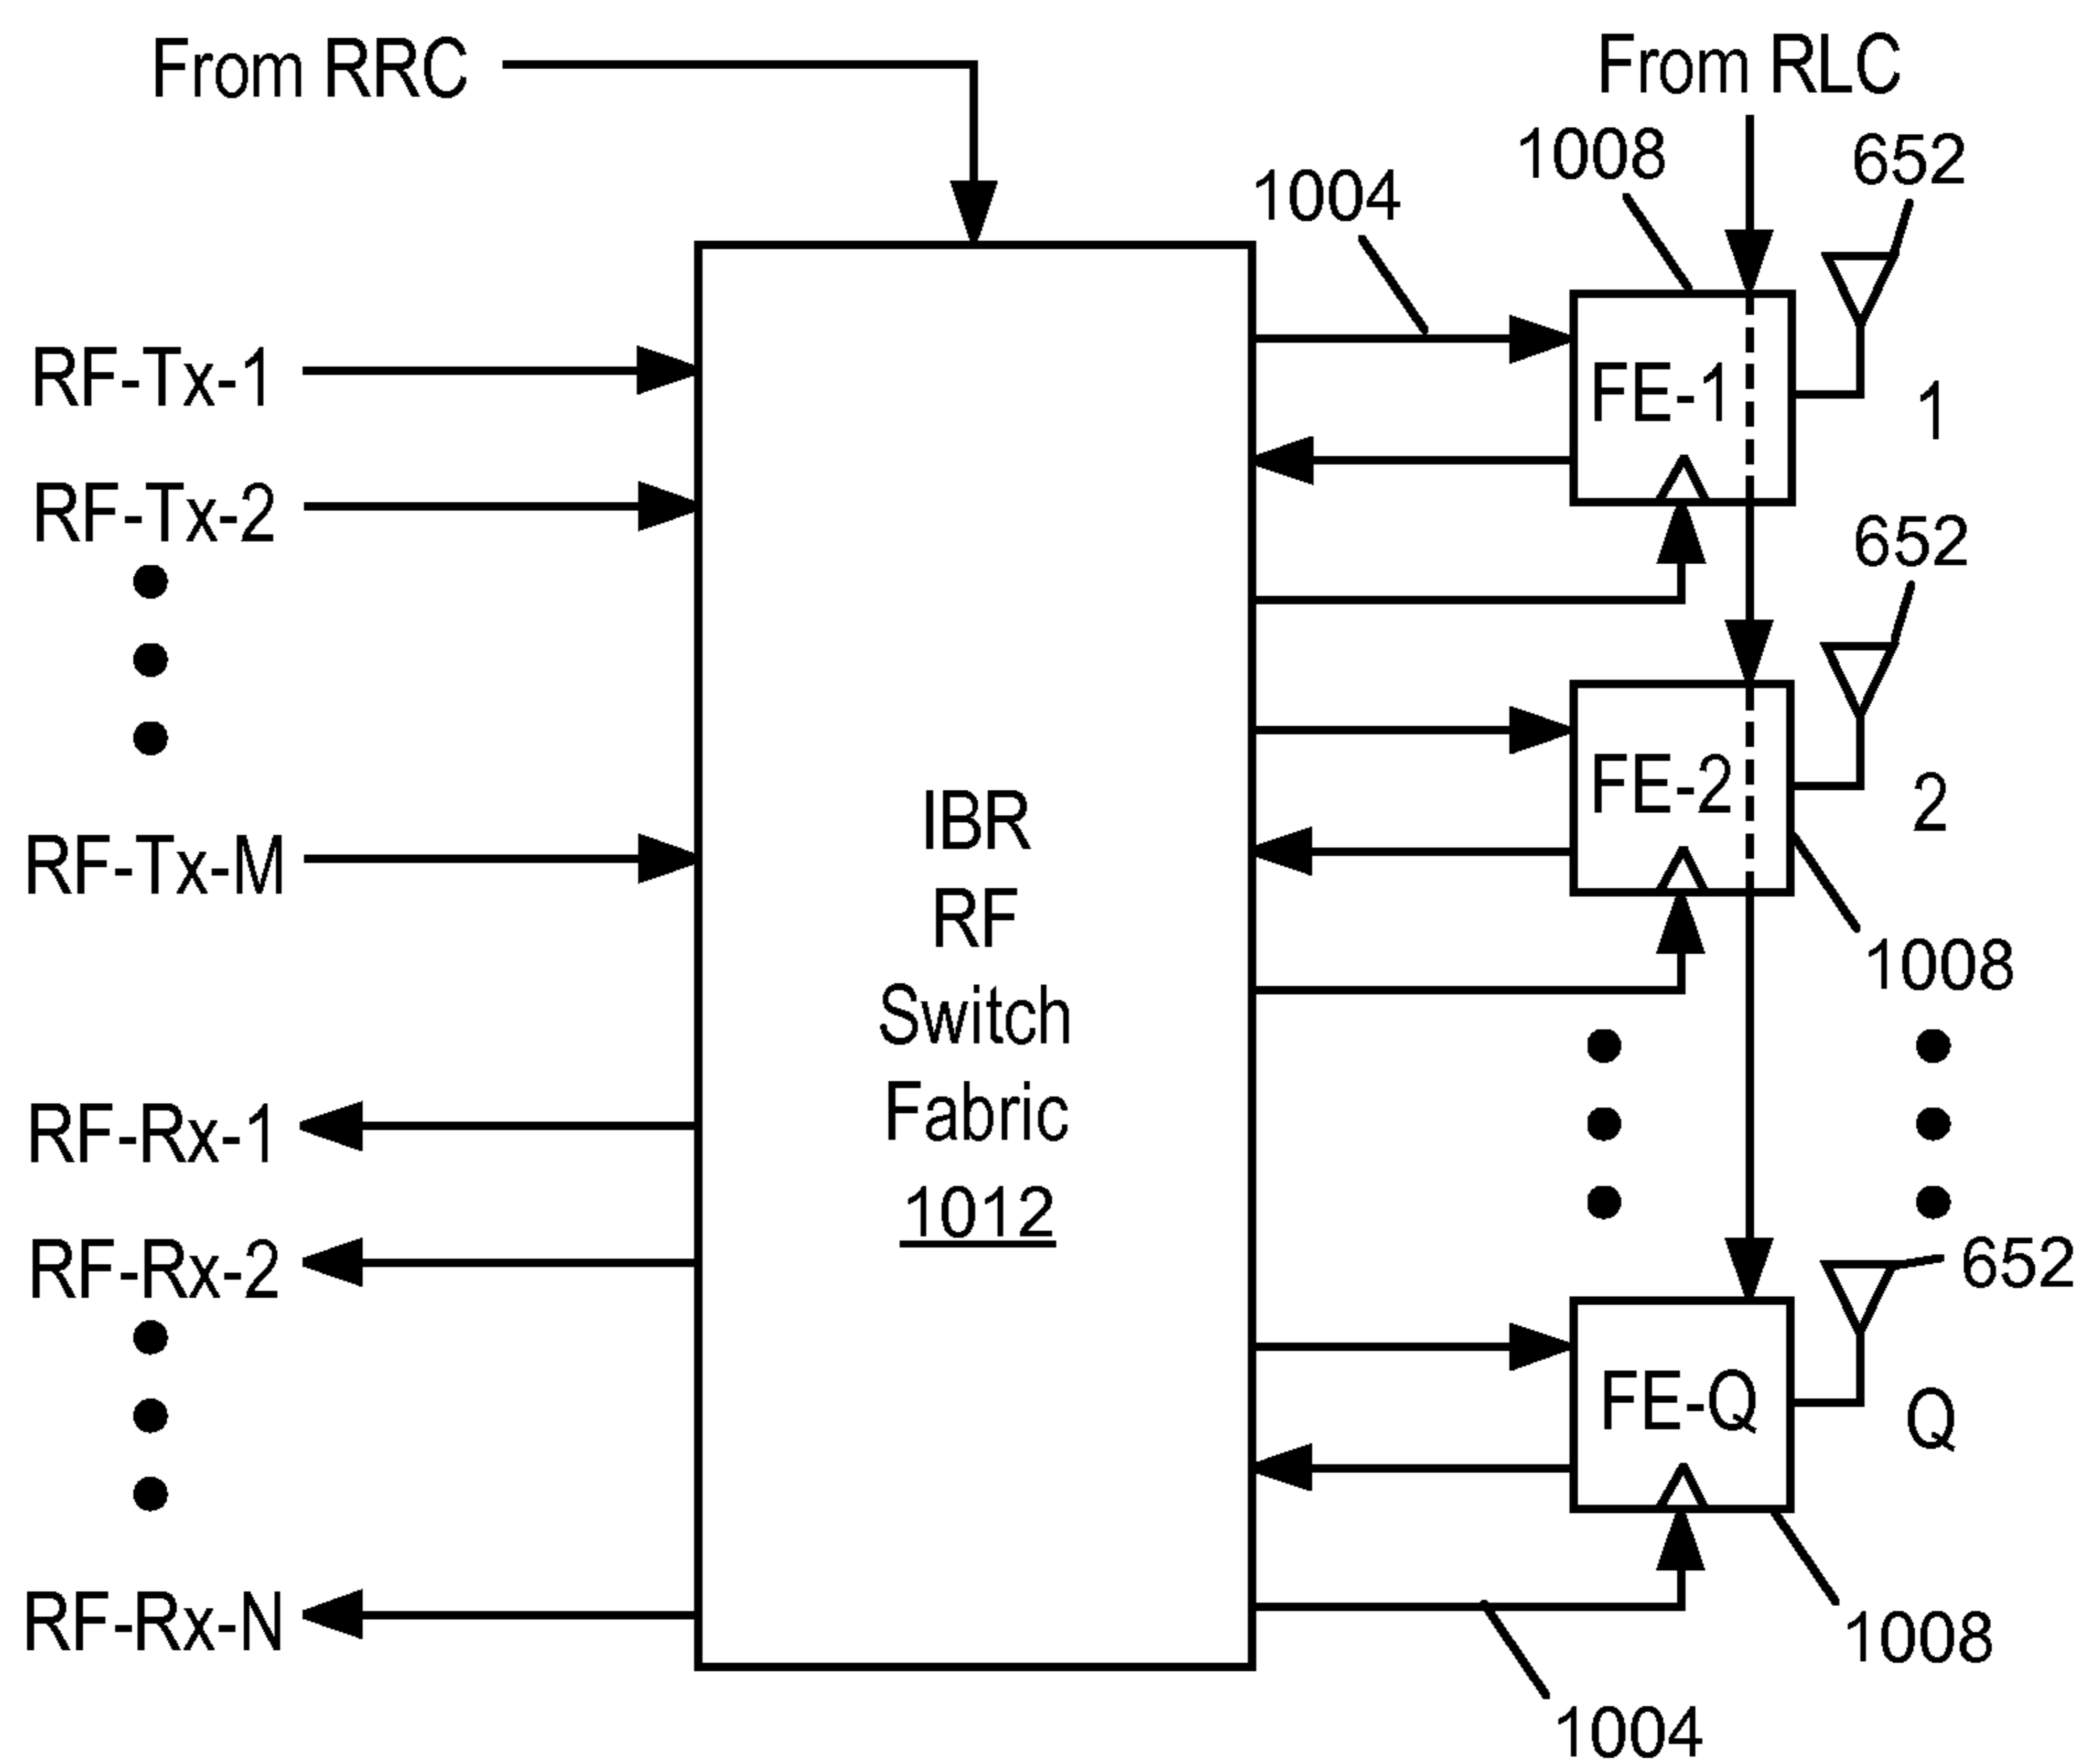 From RRC
From RLC
1008
652
1004
RF-Tx-1
FE-1
1
RF-Tx-2
652
FE-2
2
RF-Tx-M
IBR
RF
1008
Switch
Fabric
RF-Rx-1
1012
RF-Rx-2
652
FE-Q
Q
RF-Rx-N
1008
1004